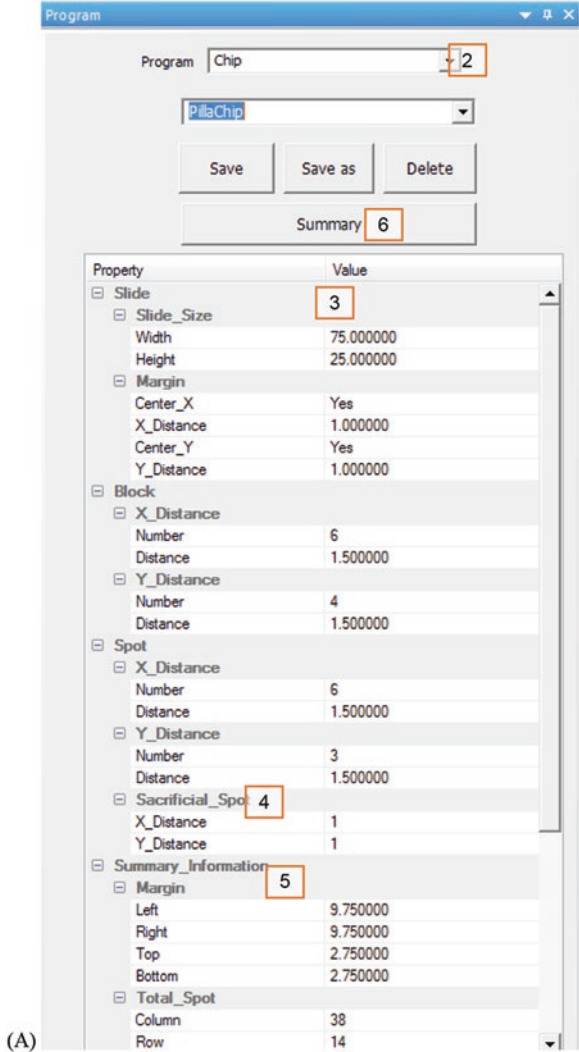 Program
Program Chip 2
PillaChip
Save Save as Delete
Summary 6
Property Value
Slide 3
Slide_Size
Width 75.000000
Height 25.000000
Margin
Center_X Yes
X_Distance 1.000000
Center_Y Yes
Y_Distance 1.000000
Block
X_Distance
Number 6
Distance 1.500000
Y_Distance
Number 4
Distance 1.500000
Spot
X_Distance
Number 6
Distance 1.500000
Y_Distance
Number 3
Distance 1.500000
Sacrificial_Spot 4
X_Distance 1
Y_Distance 1
Summary_Information 5
Margin
Left 9.750000
Right 9.750000
Top 2.750000
Bottom 2.750000
Total_Spot
Column 38
(A) Row 14